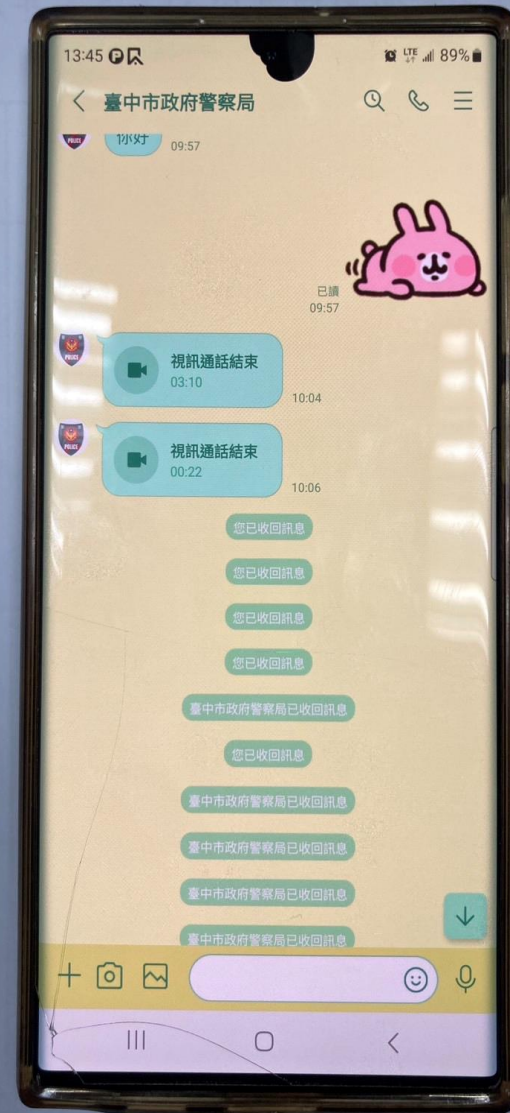 13:45
LTE
89%
臺中市政府警察局
POLICE
你好
09:57
已讀
09:57
POLICE
視訊通話結束
03:10
10:04
POLICE
視訊通話結束
00:22
10:06
您已收回訊息
您已收回訊息
您已收回訊息
您已收回訊息
臺中市政府警察局已收回訊息
您已收回訊息
臺中市政府警察局已收回訊息
臺中市政府警察局已收回訊息
臺中市政府警察局已收回訊息
臺中市政府警察局已收回訊息